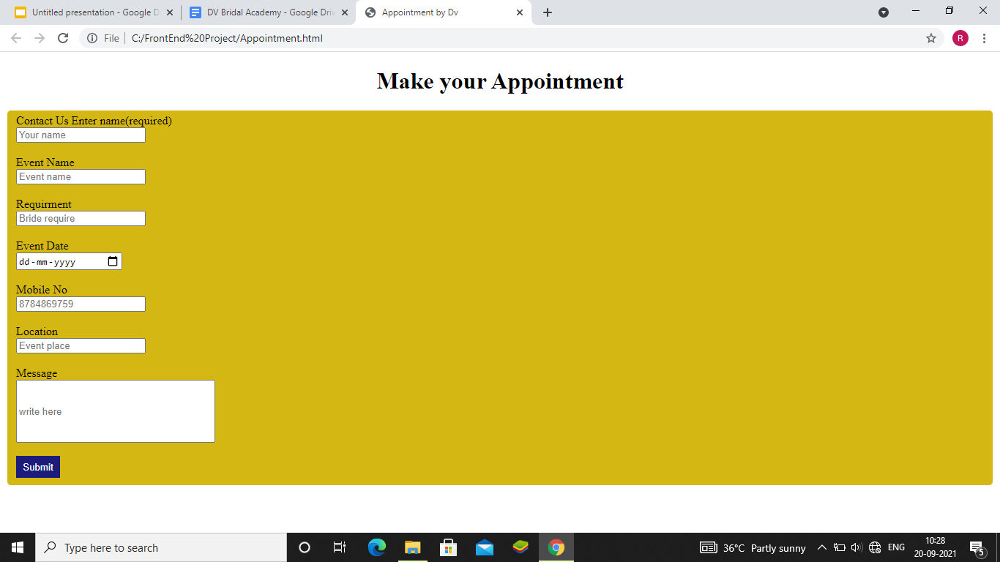 Untitled presentation - Google D
DV Bridal Academy - Google Driv
Appointment by Dv
File
C:/FrontEnd%20Project/Appointment.html
R
Make your Appointment
Contact Us Enter name(required)
Your name
Event Name
Event name
Requirment
Bride require
Event Date
dd-mm-yyyy
Mobile No
8784869759
Location
Event place
Message
write here
Submit
Type here to search
36°C Partly sunny
ENG
10:28
20-09-2021
5